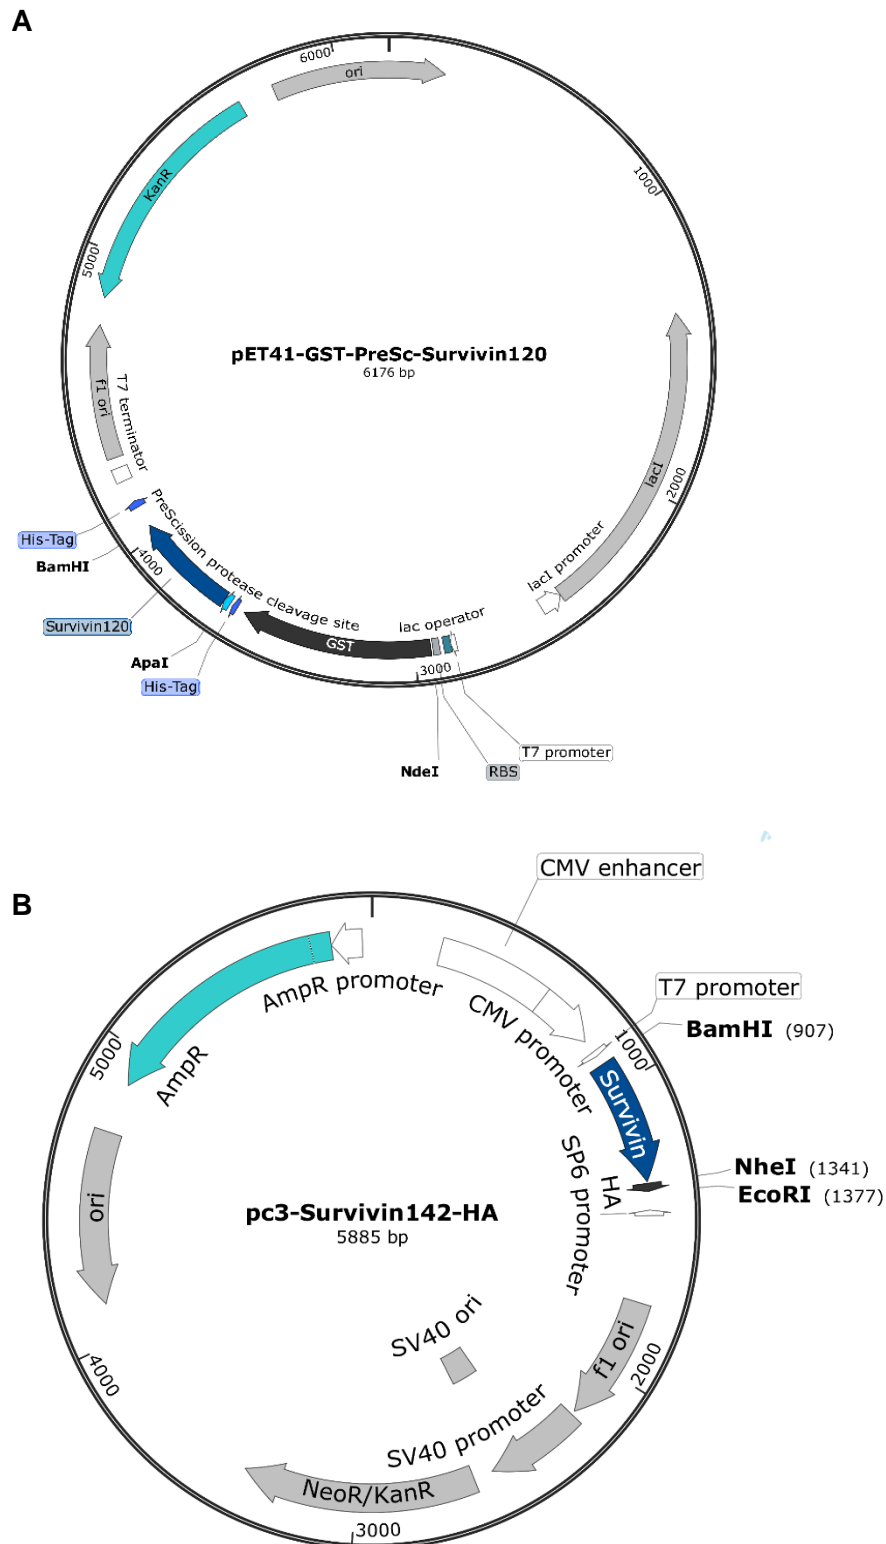 A
6000
ori
1000
KanR
5000
pET41-GST-PreSc-Survivin120
6176 bp
f1 ori
T7 terminator
lacI
2000
lacI promoter
PreScission protease cleavage site
His-Tag
BamHI
4000
Survivin120
lac operator
GST
ApaI
His-Tag
3000
T7 promoter
NdeI
RBS
B
CMV enhancer
AmpR promoter
T7 promoter
CMV promoter
BamHI (907)
1000
5000
AmpR
Survivin
NheI (1341)
HA
EcoRI (1377)
SP6 promoter
ori
pc3-Survivin142-HA
5885 bp
SV40 ori
f1 ori
4000
2000
SV40 promoter
NeoR/KanR
3000